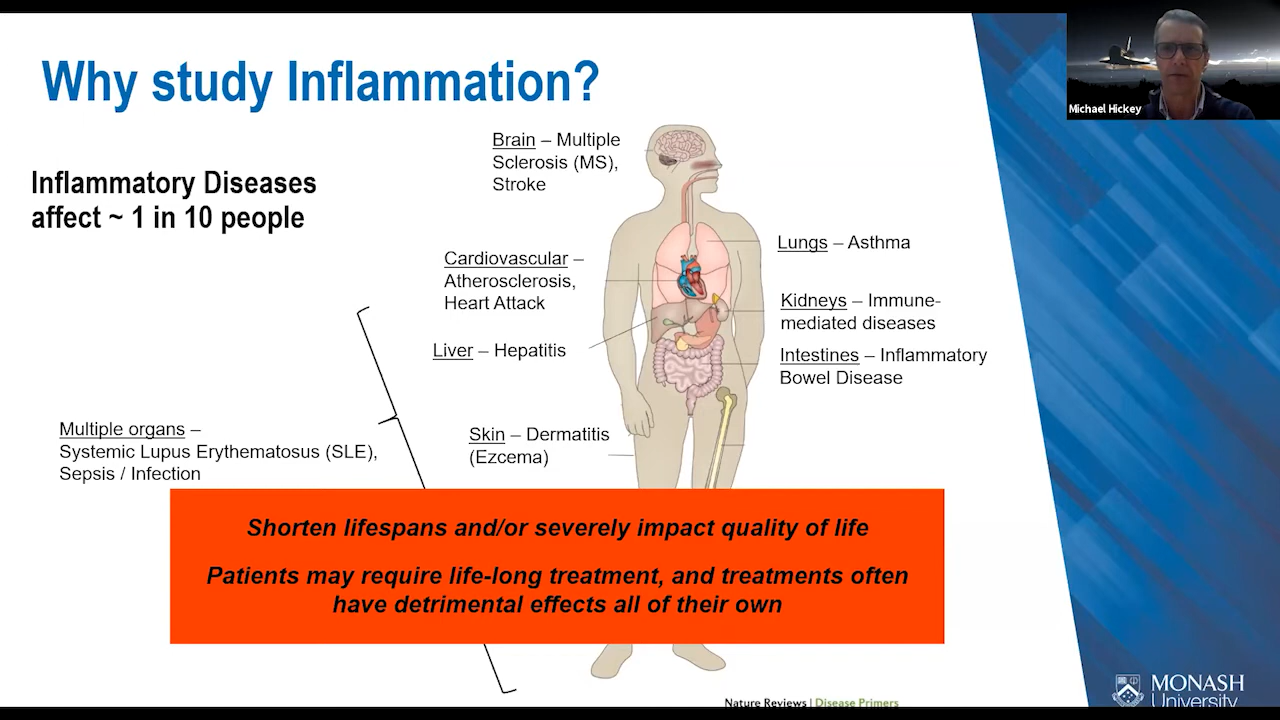 Why study Inflammation?
Michael Hickey
Inflammatory Diseases
affect ~ 1 in 10 people
Brain – Multiple
Sclerosis (MS),
Stroke
Cardiovascular –
Atherosclerosis,
Heart Attack
Liver – Hepatitis
Lungs – Asthma
Kidneys – Immune-
mediated diseases
Intestines – Inflammatory
Bowel Disease
Multiple organs –
Systemic Lupus Erythematosus (SLE),
Sepsis / Infection
Skin – Dermatitis
(Ezcema)
Shorten lifespans and/or severely impact quality of life
Patients may require life-long treatment, and treatments often
have detrimental effects all of their own
Nature Reviews | Disease Primers
MONASH
University